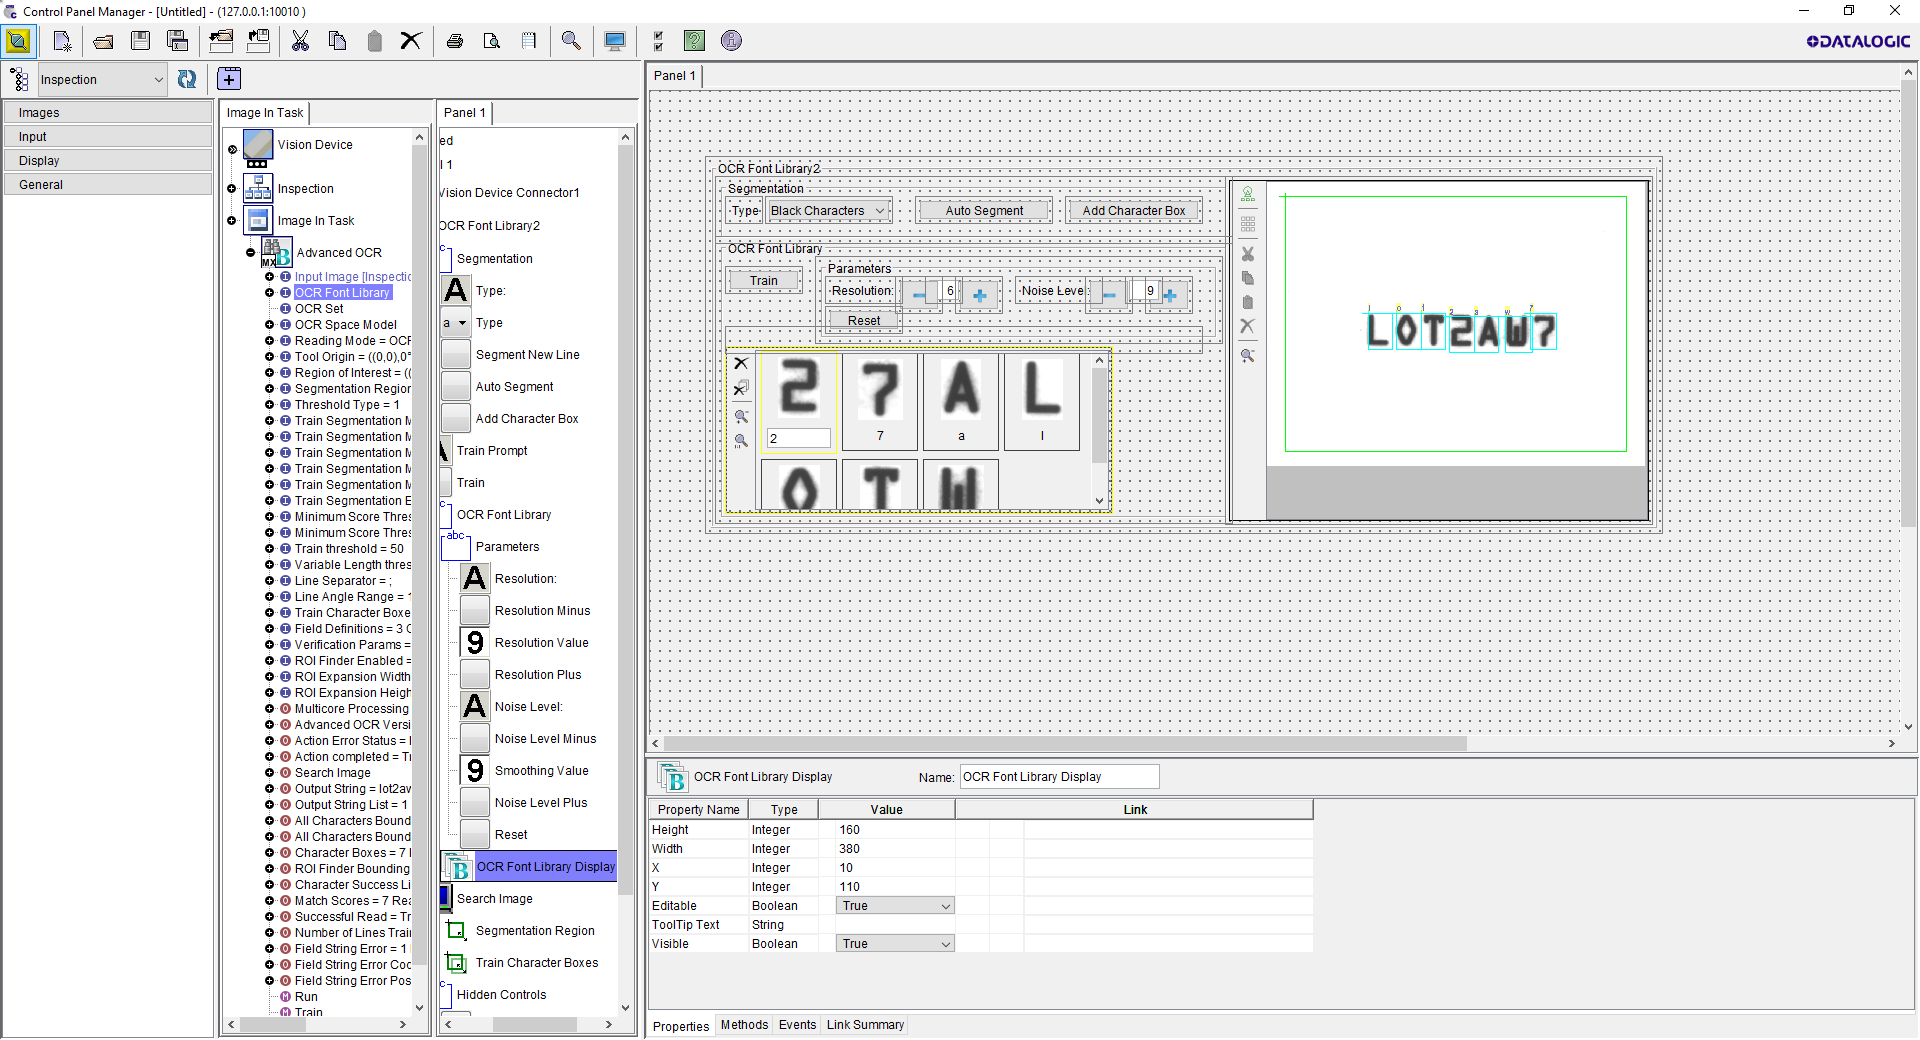 Control Panel Manager - [Untitled] - (127.0.0.1:10010 )
DATALOGIC
Inspection
Images
Input
Display
General
Image In Task
Vision Device
Inspection
Image In Task
Advanced OCR
MX
Input Image [Inspectio
OCR Font Library
OCR Set
OCR Space Model
Reading Mode = OCR
Tool Origin = ((0,0),0°
Region of Interest = ((
Segmentation Region
Threshold Type = 1
Train Segmentation M
Train Segmentation M
Train Segmentation M
Train Segmentation M
Train Segmentation M
Train Segmentation E
Minimum Score Thres
Minimum Score Thres
Train threshold = 50
Variable Length thres
Line Separator = ;
Line Angle Range = 1
Train Character Boxe
Field Definitions = 3
Verification Params =
ROI Finder Enabled =
ROI Expansion Width
ROI Expansion Heigh
Multicore Processing
Advanced OCR Versi
Action Error Status =
Action completed = Tr
Search Image
Output String = lot2aw
Output String List = 1
All Characters Bound
All Characters Bound
Character Boxes = 7
ROI Finder Bounding
Character Success Li
Match Scores = 7 Rea
Successful Read = Tr
Number of Lines Trai
Field String Error = 1
Field String Error Coo
Field String Error Pos
Run
Train
Panel 1
ed
l 1
Vision Device Connector1
OCR Font Library2
Segmentation
A Type:
a Type
Segment New Line
Auto Segment
Add Character Box
Train Prompt
Train
OCR Font Library
abc
Parameters
A Resolution:
Resolution Minus
9 Resolution Value
Resolution Plus
A Noise Level:
Noise Level Minus
9 Smoothing Value
Noise Level Plus
Reset
OCR Font Library Display
Search Image
Segmentation Region
Train Character Boxes
Hidden Controls
Panel 1
OCR Font Library2
Segmentation
Type Black Characters Auto Segment Add Character Box
OCR Font Library
Train
Parameters
Resolution: 6 Noise Level: 9
Reset
2 7 A L
2 7 a l
O T W
l o t 2 a w 7
LOT2AW7
OCR Font Library Display Name: OCR Font Library Display
Property Name Type Value Link
Height Integer 160
Width Integer 380
X Integer 10
Y Integer 110
Editable Boolean True
ToolTip Text String
Visible Boolean True
Properties Methods Events Link Summary